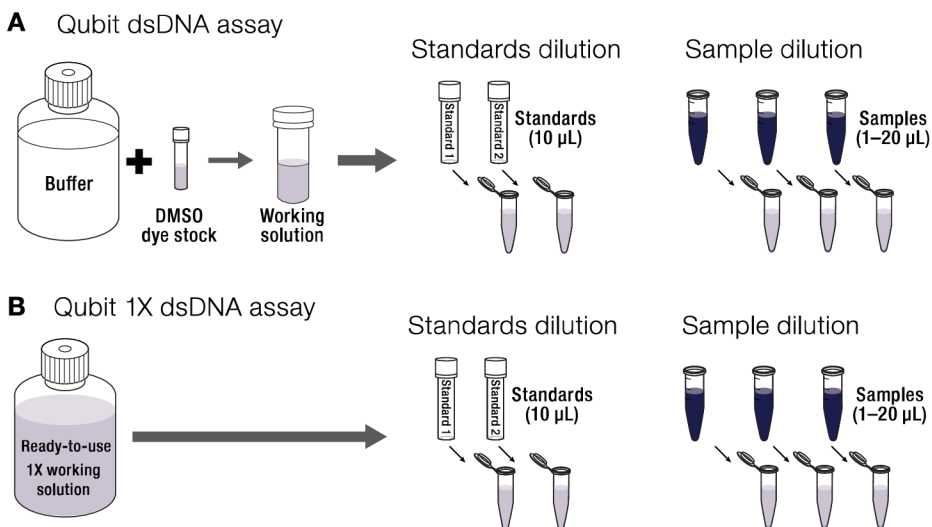 A Qubit dsDNA assay
Standards dilution
Sample dilution
Buffer
DMSO
dye stock
Working
solution
Standard 1
Standard 2
Standards
(10 µL)
Samples
(1–20 µL)
B Qubit 1X dsDNA assay
Standards dilution
Sample dilution
Ready-to-use
1X working
solution
Standard 1
Standard 2
Standards
(10 µL)
Samples
(1–20 µL)